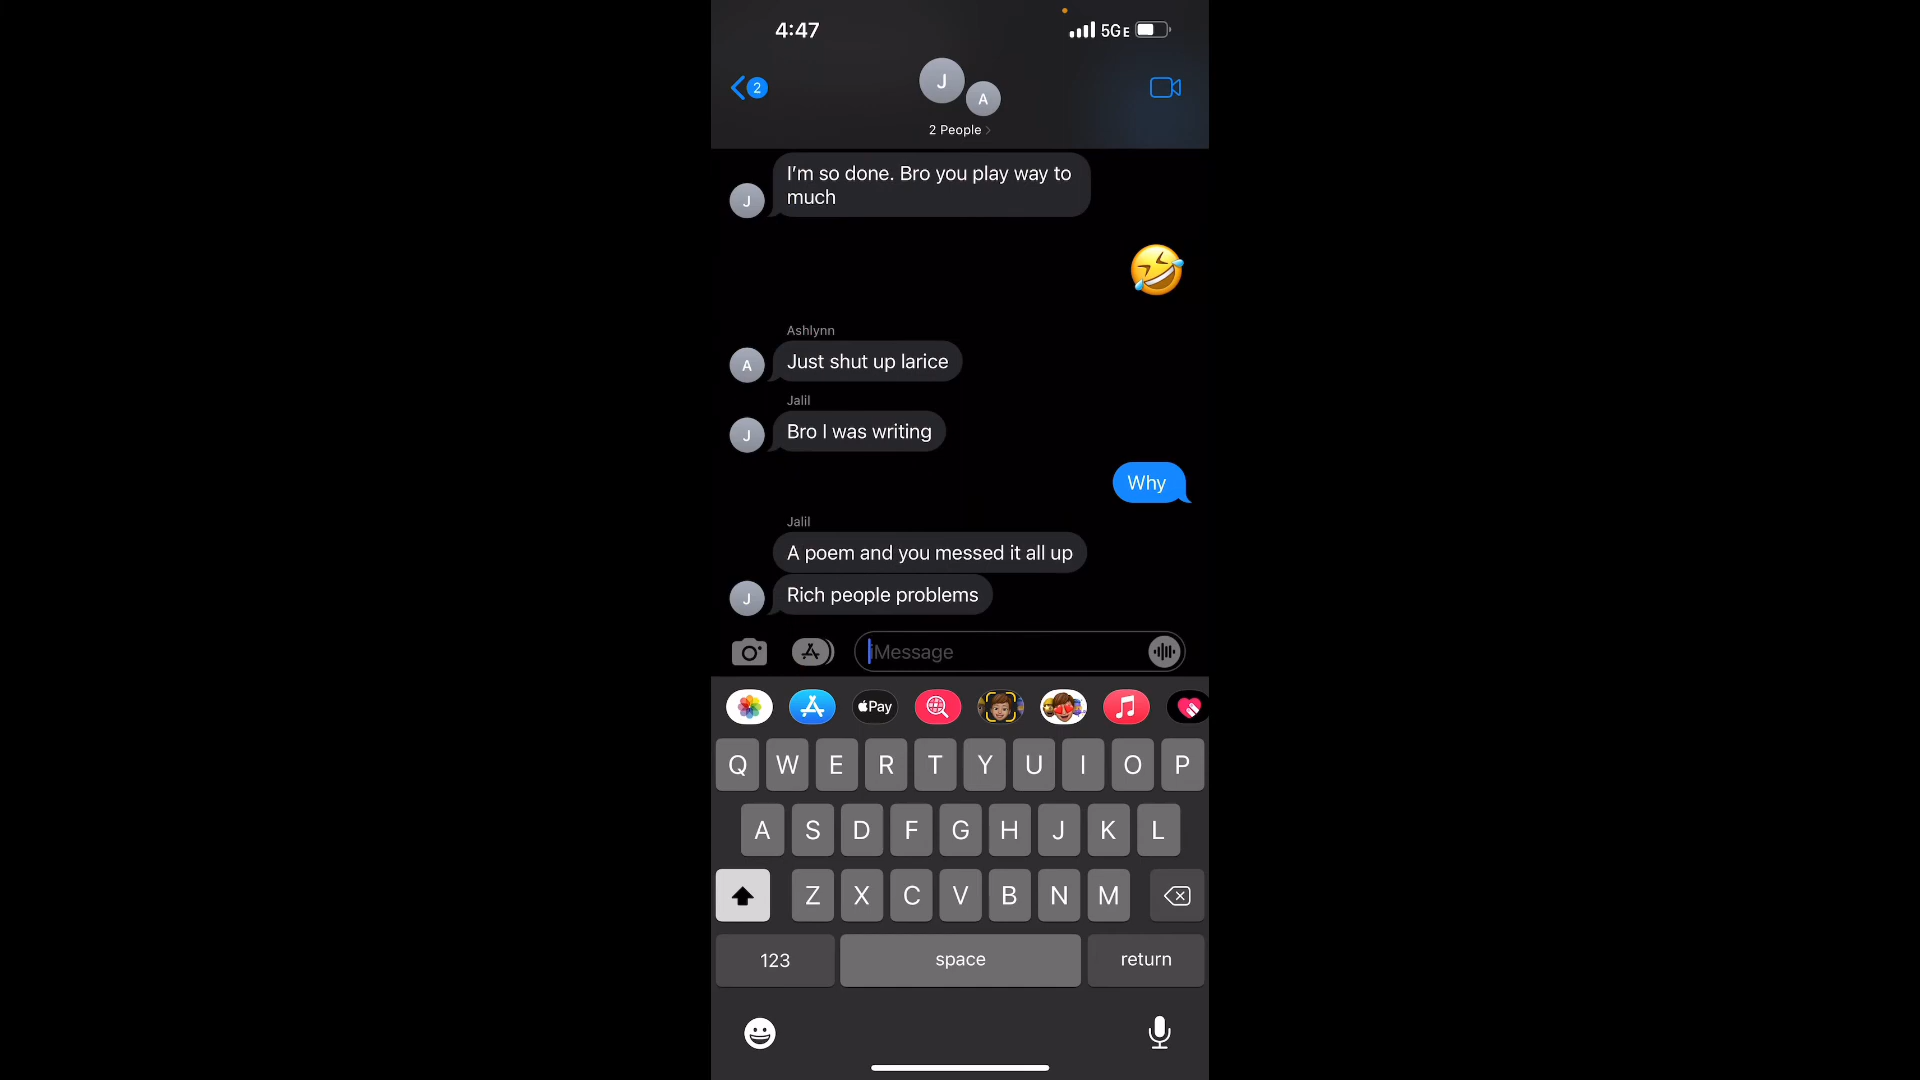 4:47
5GE
2
J
A
2 People
I’m so done. Bro you play way to
much
J
Ashlynn
Just shut up larice
A
Jalil
Bro I was writing
J
Why
Jalil
A poem and you messed it all up
Rich people problems
J
iMessage
Pay
Q W E R T Y U I O P
A S D F G H J K L
Z X C V B N M
123 space return